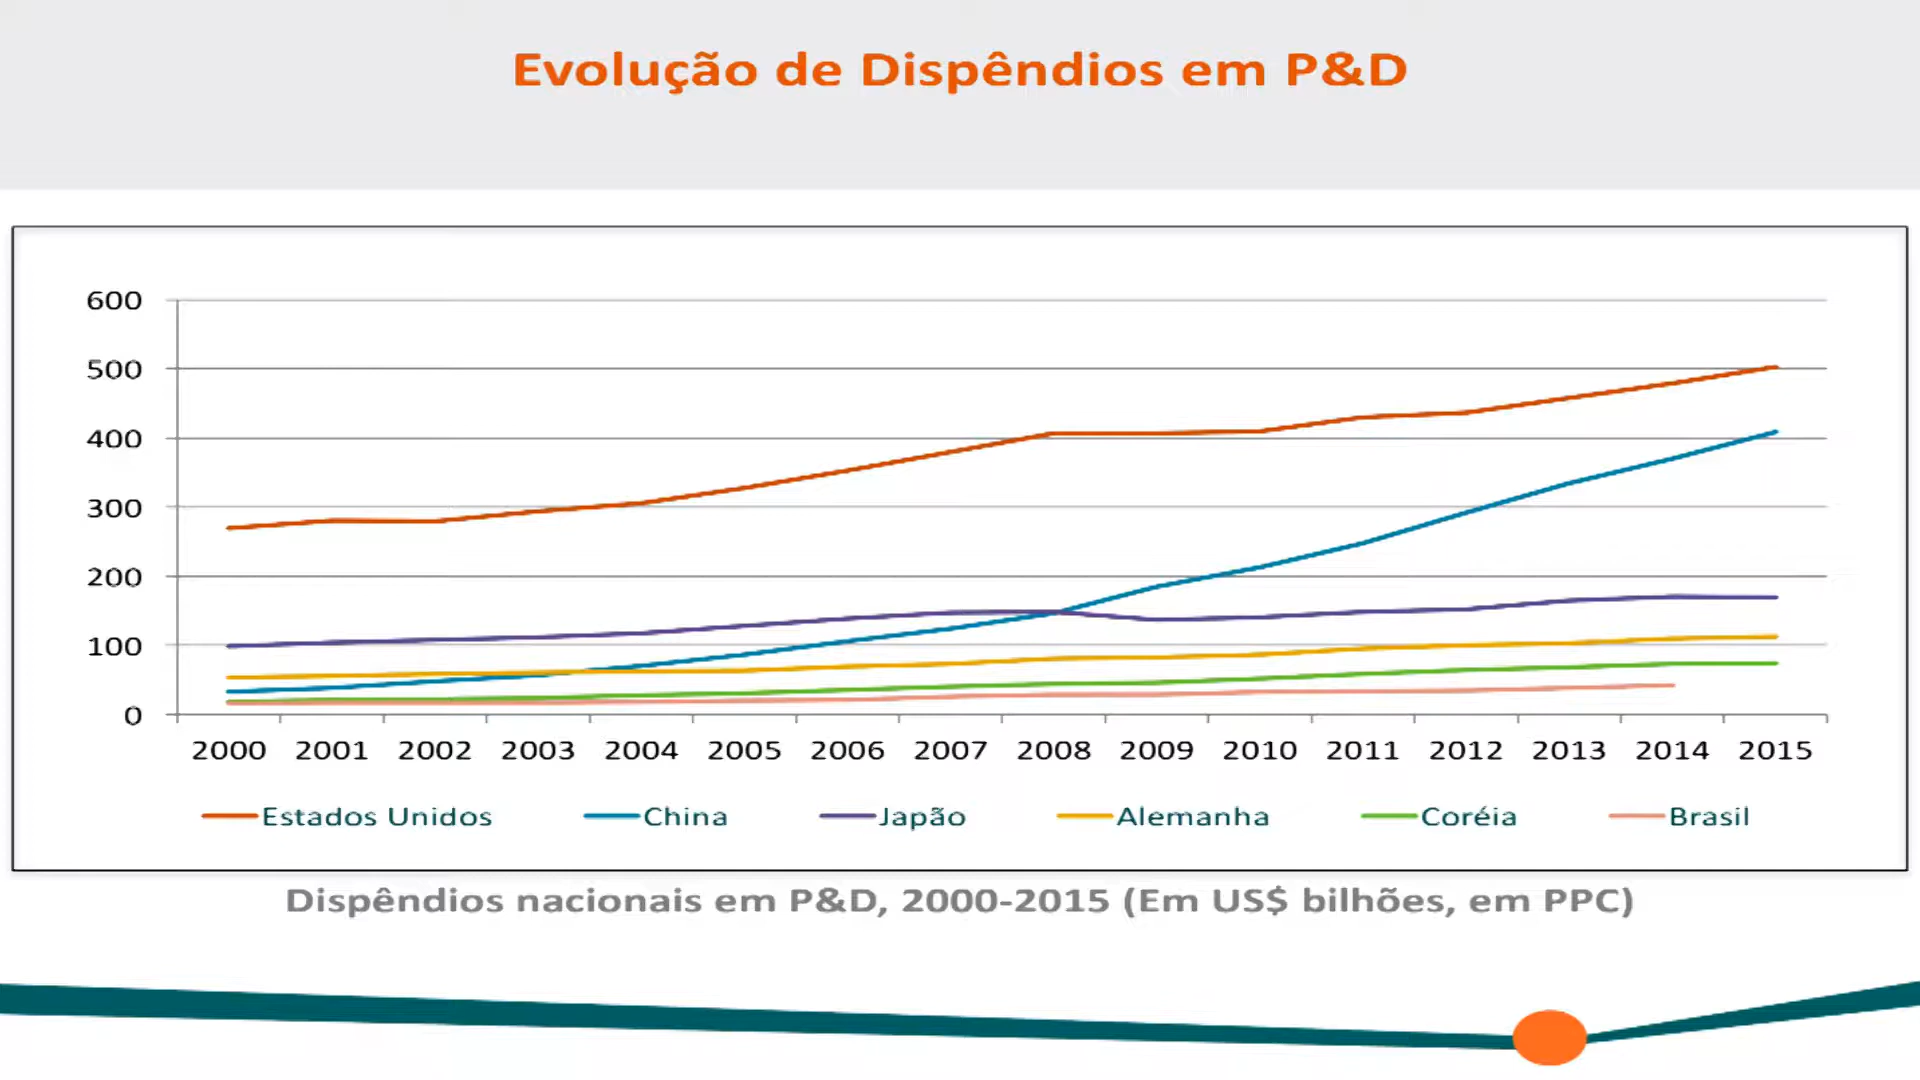 Evolução de Dispêndios em P&D
600
500
400
300
200
100
0
2000 2001 2002 2003 2004 2005 2006 2007 2008 2009 2010 2011 2012 2013 2014 2015
Estados Unidos China Japão Alemanha Coréia Brasil
Dispêndios nacionais em P&D, 2000-2015 (Em US$ bilhões, em PPC)